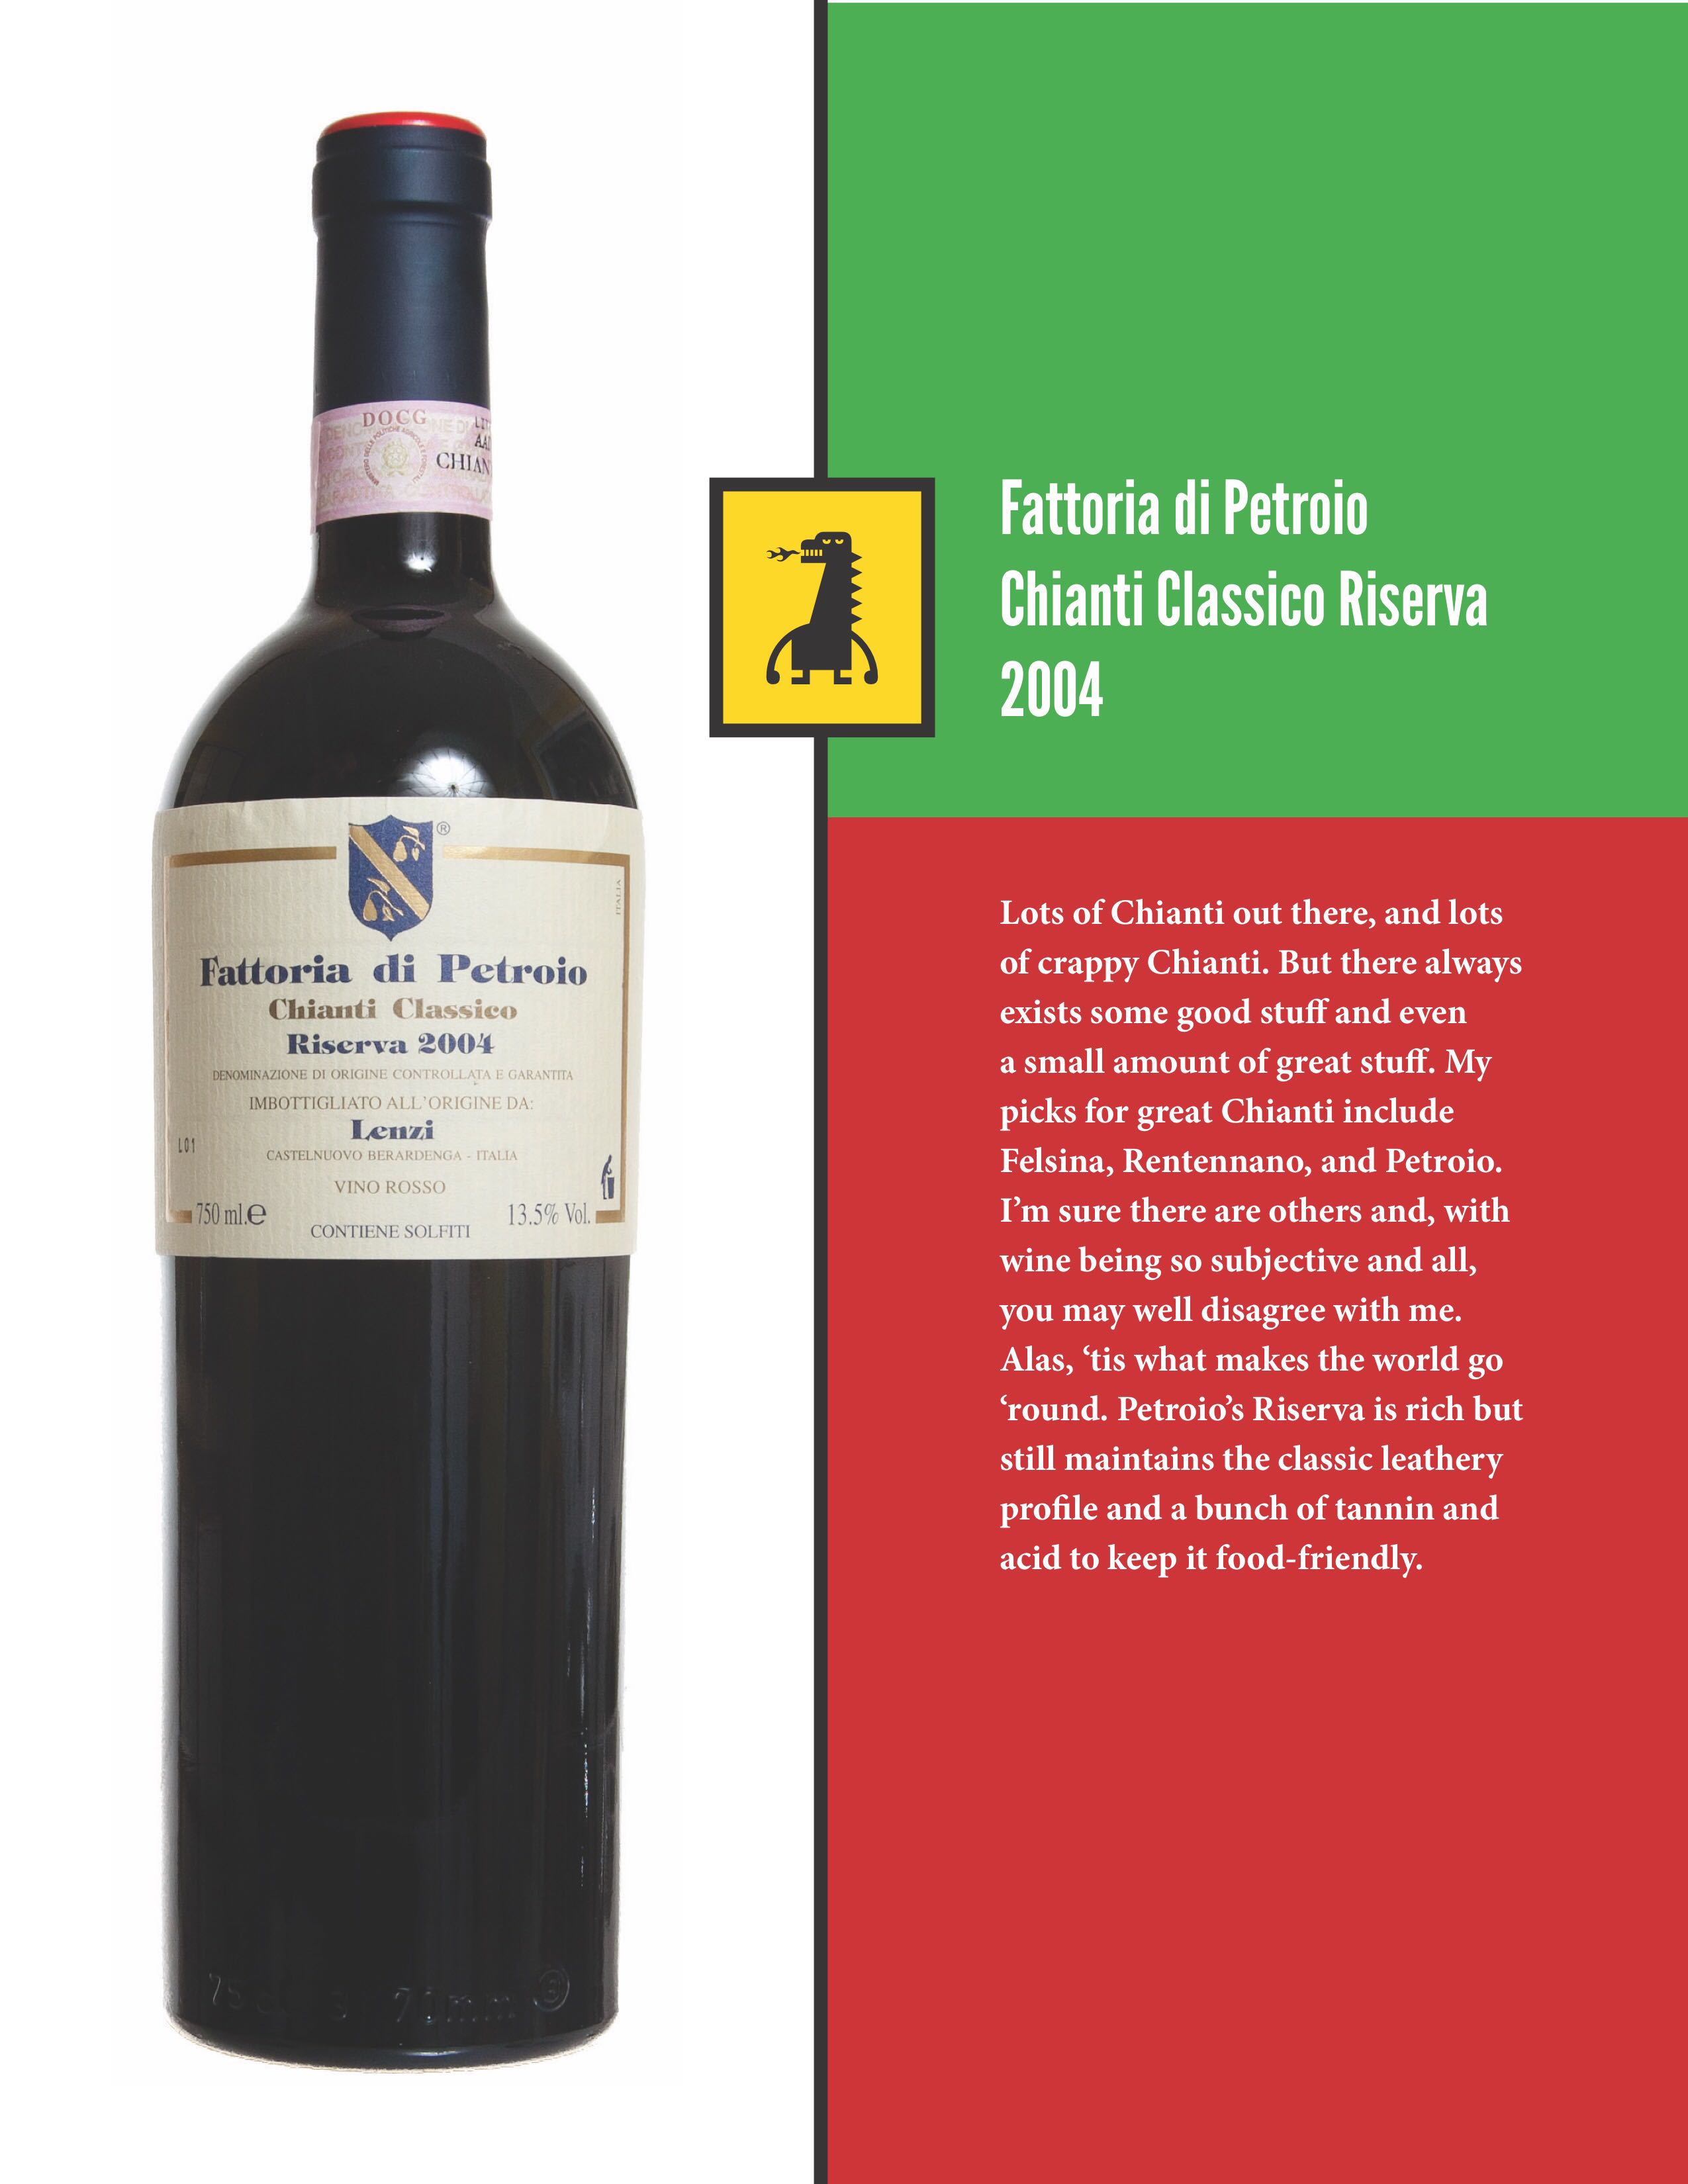 DOCG
CHIAN
®
ITALIA
Fattoria di Petroio
Chianti Classico
Riserva 2004
DENOMINAZIONE DI ORIGINE CONTROLLATA E GARANTITA
IMBOTTIGLIATO ALL'ORIGINE DA:
Lenzi
L01
CASTELNUOVO BERARDENGA - ITALIA
VINO ROSSO
750 ml.e
13.5% Vol.
CONTIENE SOLFITI
Fattoria di Petroio
Chianti Classico Riserva
2004
Lots of Chianti out there, and lots
of crappy Chianti. But there always
exists some good stuff and even
a small amount of great stuff. My
picks for great Chianti include
Felsina, Rentennano, and Petroio.
I’m sure there are others and, with
wine being so subjective and all,
you may well disagree with me.
Alas, ‘tis what makes the world go
‘round. Petroio’s Riserva is rich but
still maintains the classic leathery
profile and a bunch of tannin and
acid to keep it food-friendly.